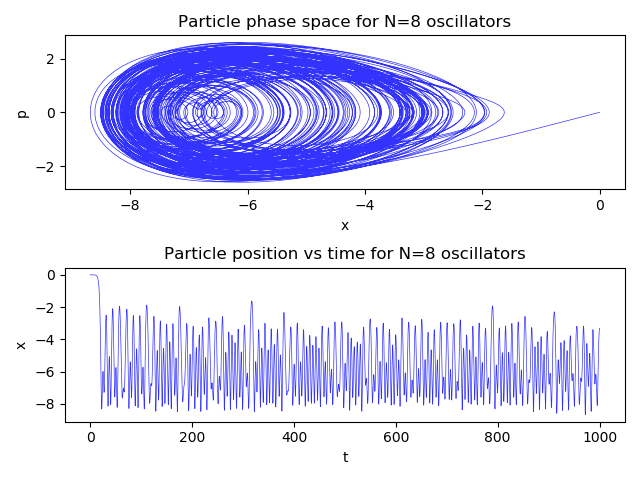 Particle phase space for N=8 oscillators
2
0
−2
p
−8 −6 −4 −2 0
x
Particle position vs time for N=8 oscillators
0
−2
−4
−6
−8
x
0 200 400 600 800 1000
t